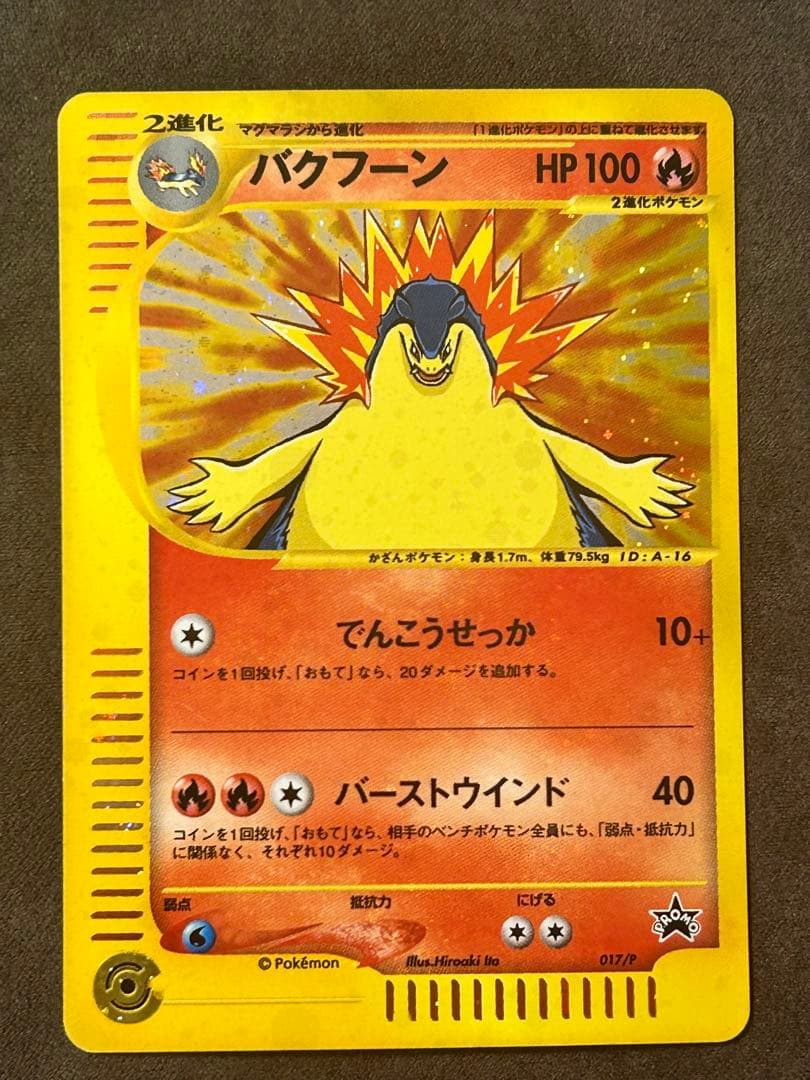 2進化 マグマラシから進化 「1進化ポケモン」の上に重ねて進化させます
バクフーン HP 100
2進化ポケモン
かざんポケモン：身長1.7m、体重79.5kg ID:A-16
でんこうせっか 10+
コインを1回投げ、「おもて」なら、20ダメージを追加する。
バーストウインド 40
コインを1回投げ、「おもて」なら、相手のベンチポケモン全員にも、「弱点・抵抗力」
に関係なく、それぞれ10ダメージ。
弱点 抵抗力 にげる
PROMO
©Pokémon Illus.Hiroaki Ito 017/P